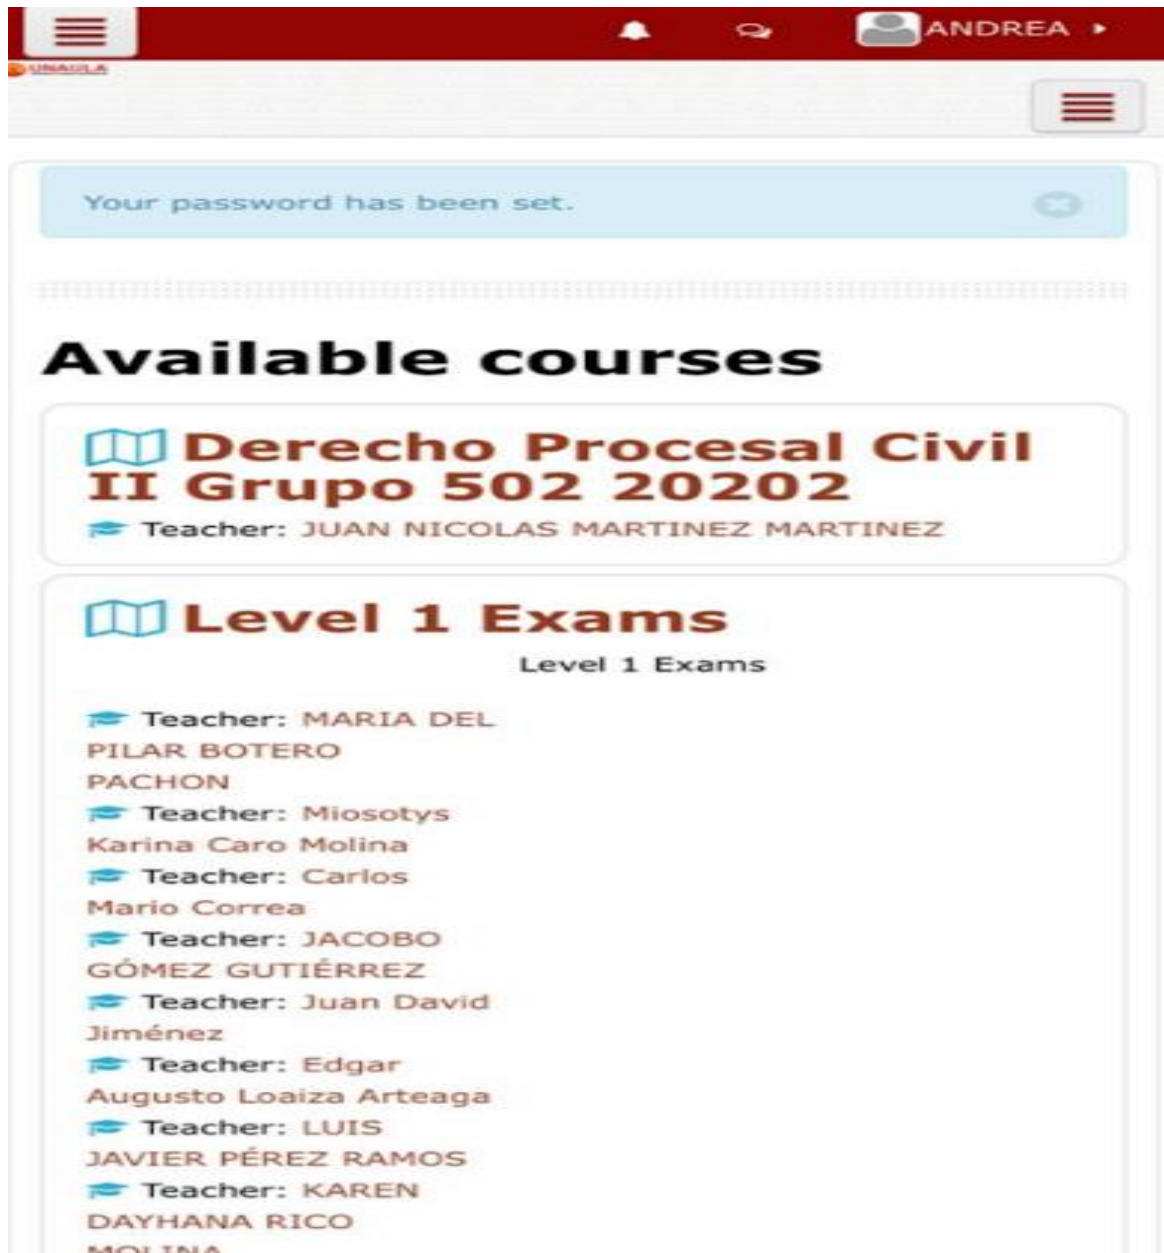 ANDREA
UNAULA
Your password has been set.
Available courses
Derecho Procesal Civil
II Grupo 502 20202
Teacher: JUAN NICOLAS MARTINEZ MARTINEZ
Level 1 Exams
Level 1 Exams
Teacher: MARIA DEL
PILAR BOTERO
PACHON
Teacher: Miosotys
Karina Caro Molina
Teacher: Carlos
Mario Correa
Teacher: JACOBO
GÓMEZ GUTIÉRREZ
Teacher: Juan David
Jiménez
Teacher: Edgar
Augusto Loaiza Arteaga
Teacher: LUIS
JAVIER PÉREZ RAMOS
Teacher: KAREN
DAYHANA RICO
MOLINA